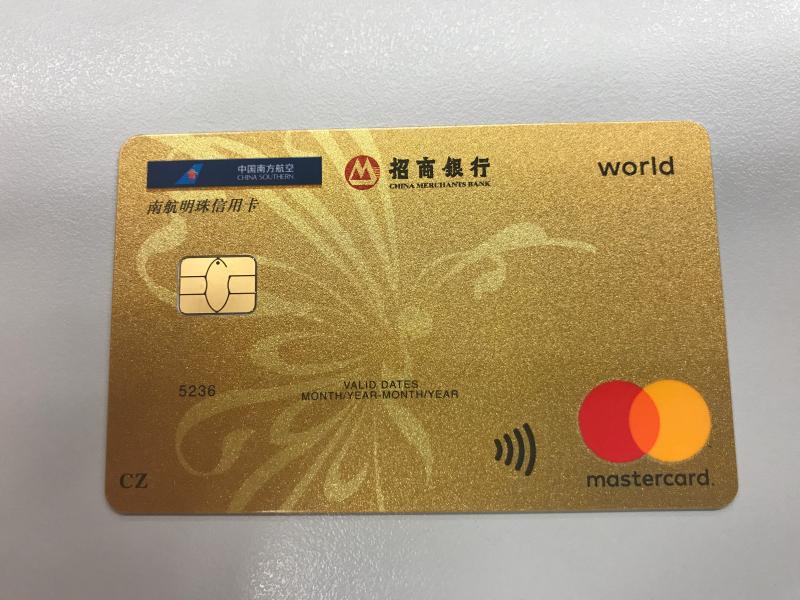 中国南方航空
CHINA SOUTHERN
招商银行
CHINA MERCHANTS BANK
world
南航明珠信用卡
5236
VALID DATES
MONTH/YEAR-MONTH/YEAR
CZ
mastercard.